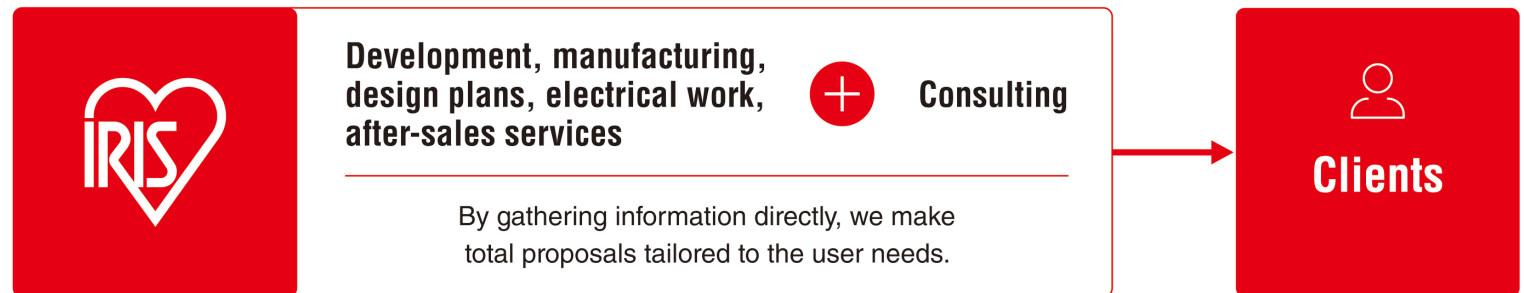 IRIS
Development, manufacturing,
design plans, electrical work,
after-sales services
+
Consulting
By gathering information directly, we make
total proposals tailored to the user needs.
Clients